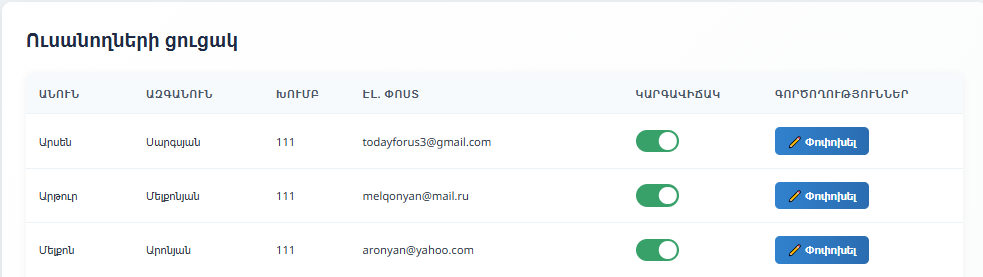 Ուսանողների ցուցակ
ԱՆՈՒՆ ԱԶԳԱՆՈՒՆ ԽՈՒՄԲ ԷԼ. ՓՈՍՏ ԿԱՐԳԱՎԻՃԱԿ ԳՈՐԾՈՂՈՒԹՅՈՒՆՆԵՐ
Արսեն Սարգսյան 111 todayforus3@gmail.com Փոփոխել
Արթուր Մելքոնյան 111 melqonyan@mail.ru Փոփոխել
Մելքոն Արոնյան 111 aronyan@yahoo.com Փոփոխել